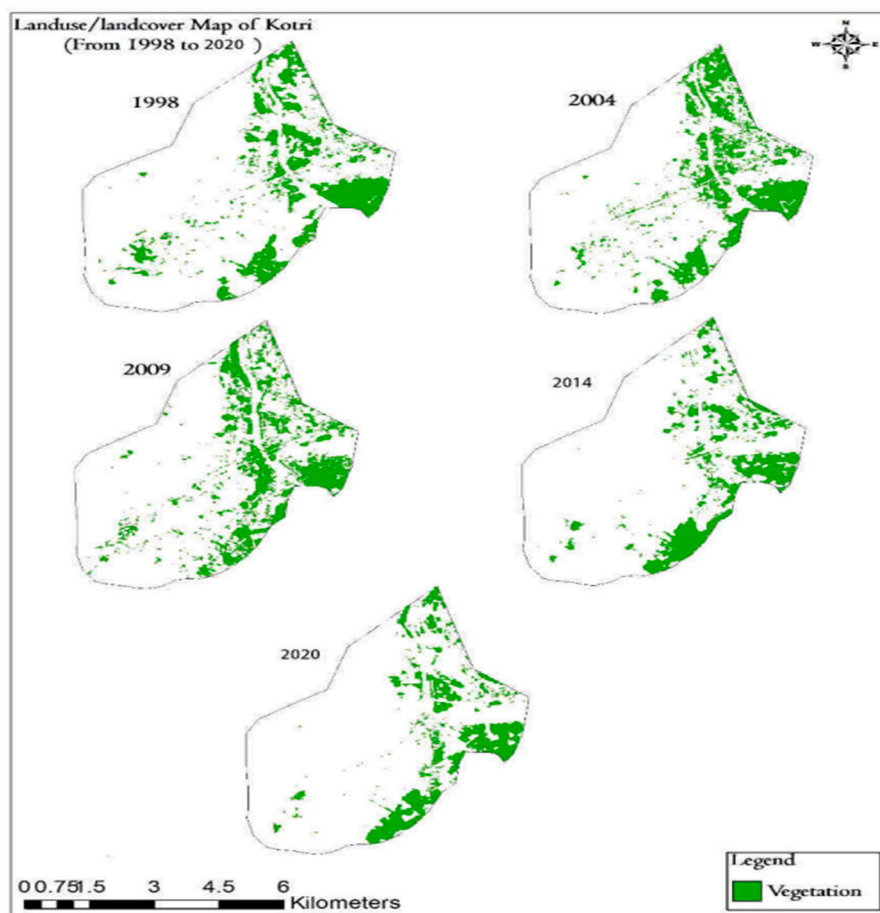 Landuse/landcover Map of Kotri
(From 1998 to 2020 )
N
W E
S
1998
2004
2009
2014
2020
0 0.75 1.5 3 4.5 6
Kilometers
Legend
Vegetation